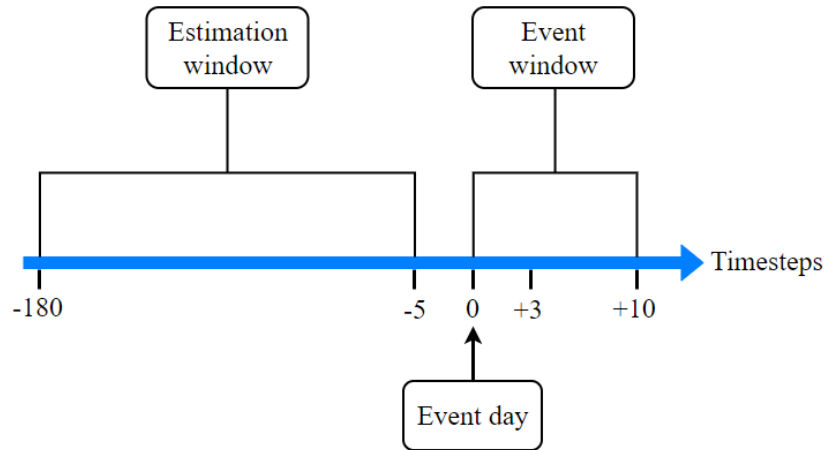 Estimation
window
Event
window
Timesteps
-180
-5
0
+3
+10
Event day